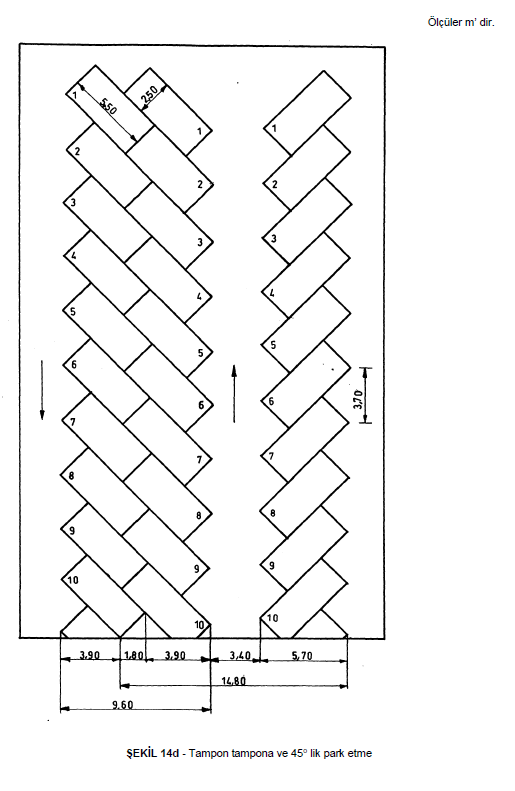 Ölçüler m' dir.
5,50
2,50
1 1 1
2 2 2
3 3 3
4 4 4
5 5 5
6 6 6
3,70
7 7 7
8 8 8
9 9 9
10 10 10
3,90 1,80 3,90 3,40 5,70
14,80
9,60
ŞEKİL 14d - Tampon tampona ve 45° lik park etme